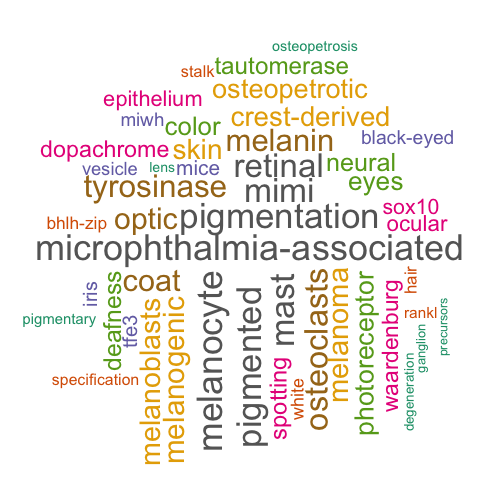 osteopetrosis
stalk tautomerase
epithelium osteopetrotic
miwh color crest-derived
dopachrome skin melanin black-eyed
vesicle lens mice retinal neural
tyrosinase mimi eyes
bhlh-zip optic pigmentation sox10
ocular
microphthalmia-associated
iris
pigmentary
deafness
tfe3
coat
specification
melanoblasts
melanogenic
melanocyte
pigmented
mast
spotting
white
osteoclasts
melanoma
photoreceptor
waardenburg
hair
rankl
degeneration
ganglion
precursors